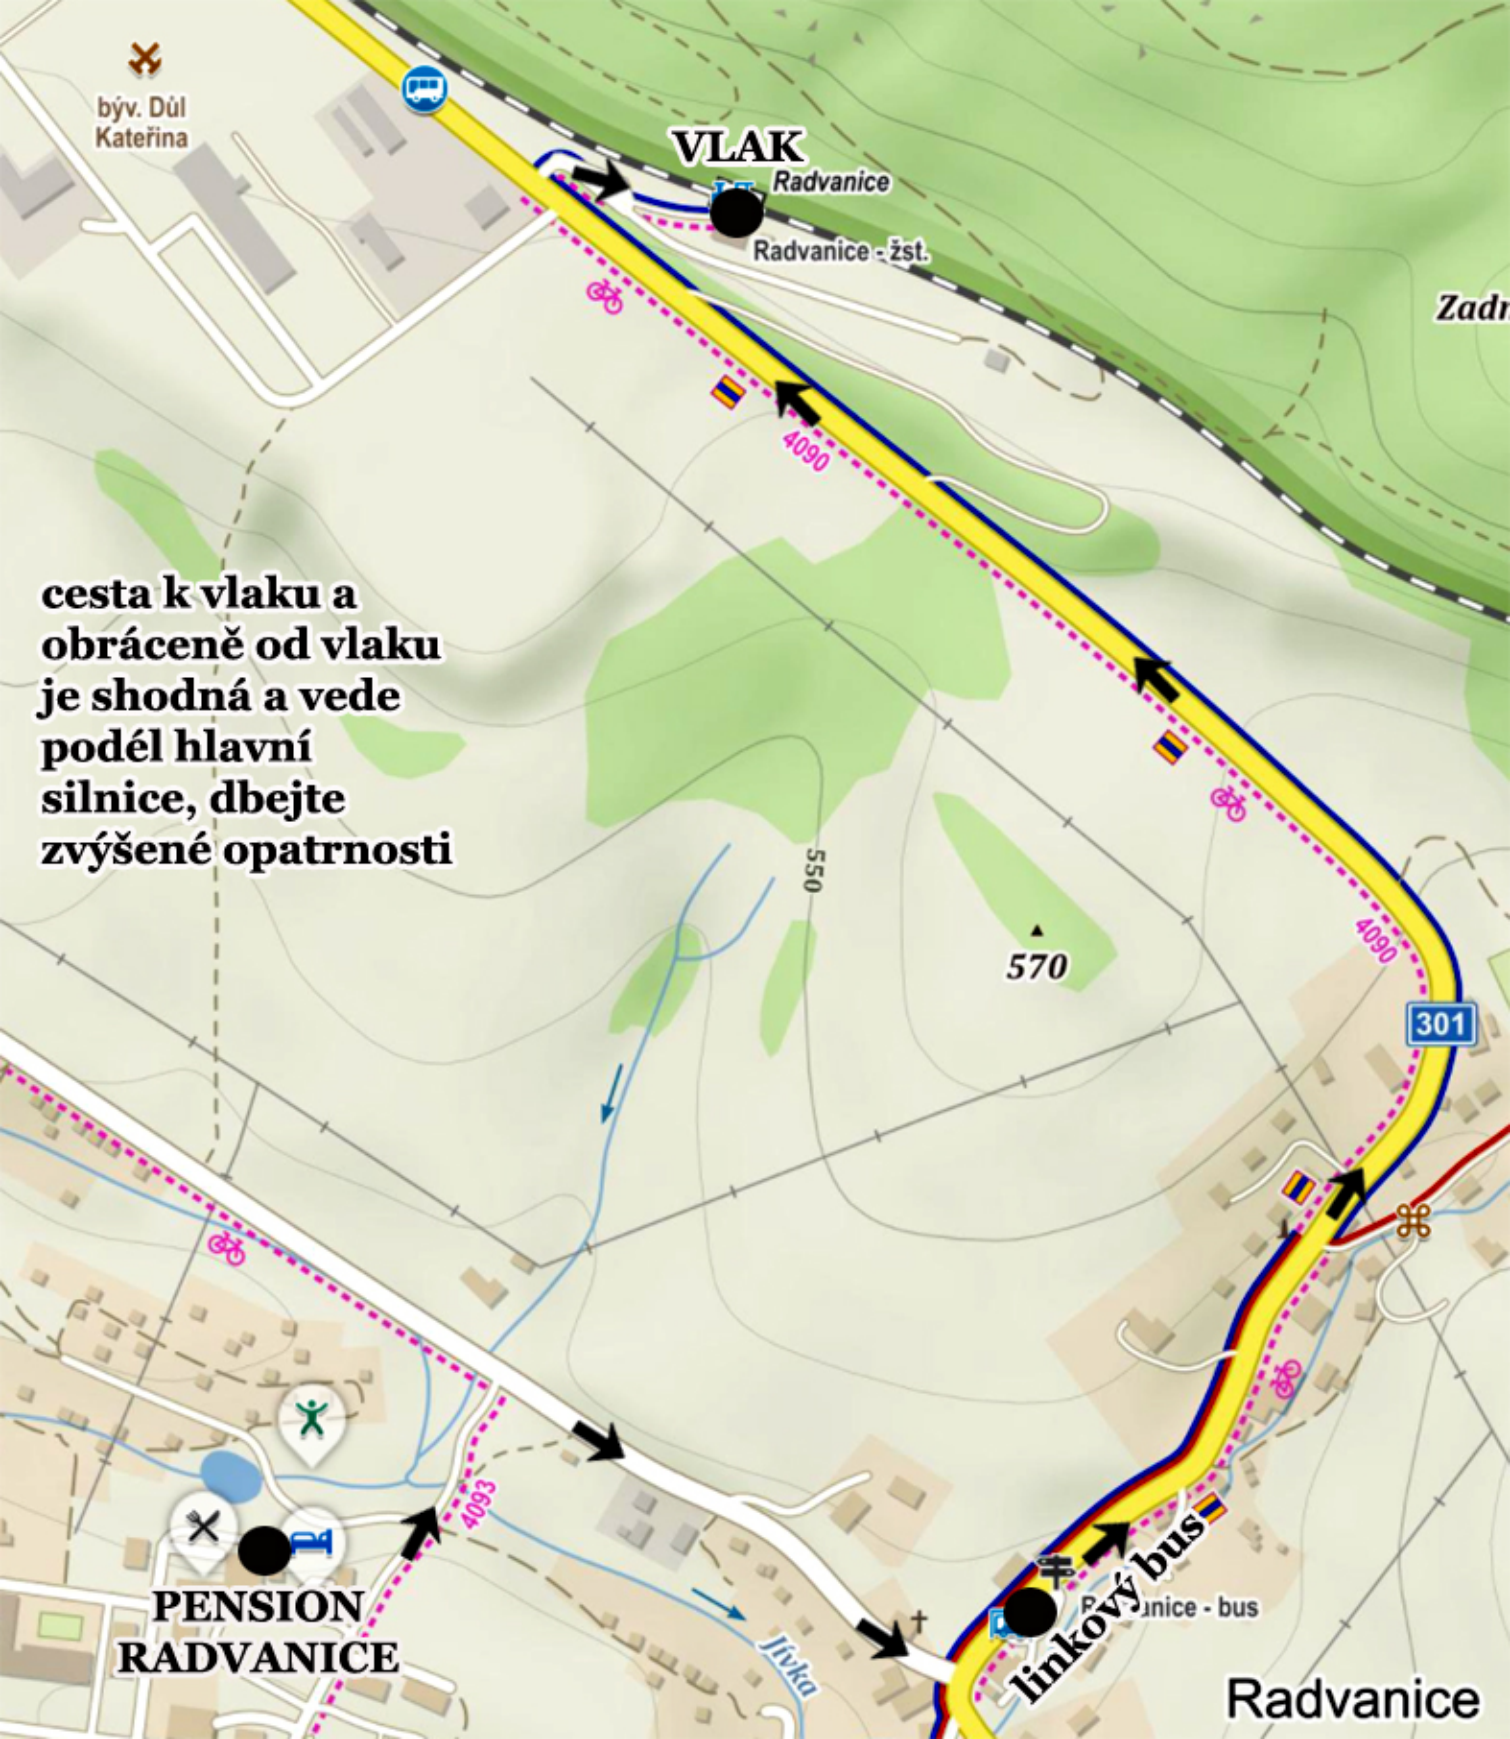 býv. Důl
Kateřina
VLAK
Radvanice
Radvanice - žst.
Zadn
4090
cesta k vlaku a
obráceně od vlaku
je shodná a vede
podél hlavní
silnice, dbejte
zvýšené opatrnosti
550
570
4090
301
4093
PENSION
RADVANICE
Jívka
linkový bus
Radvanice - bus
Radvanice